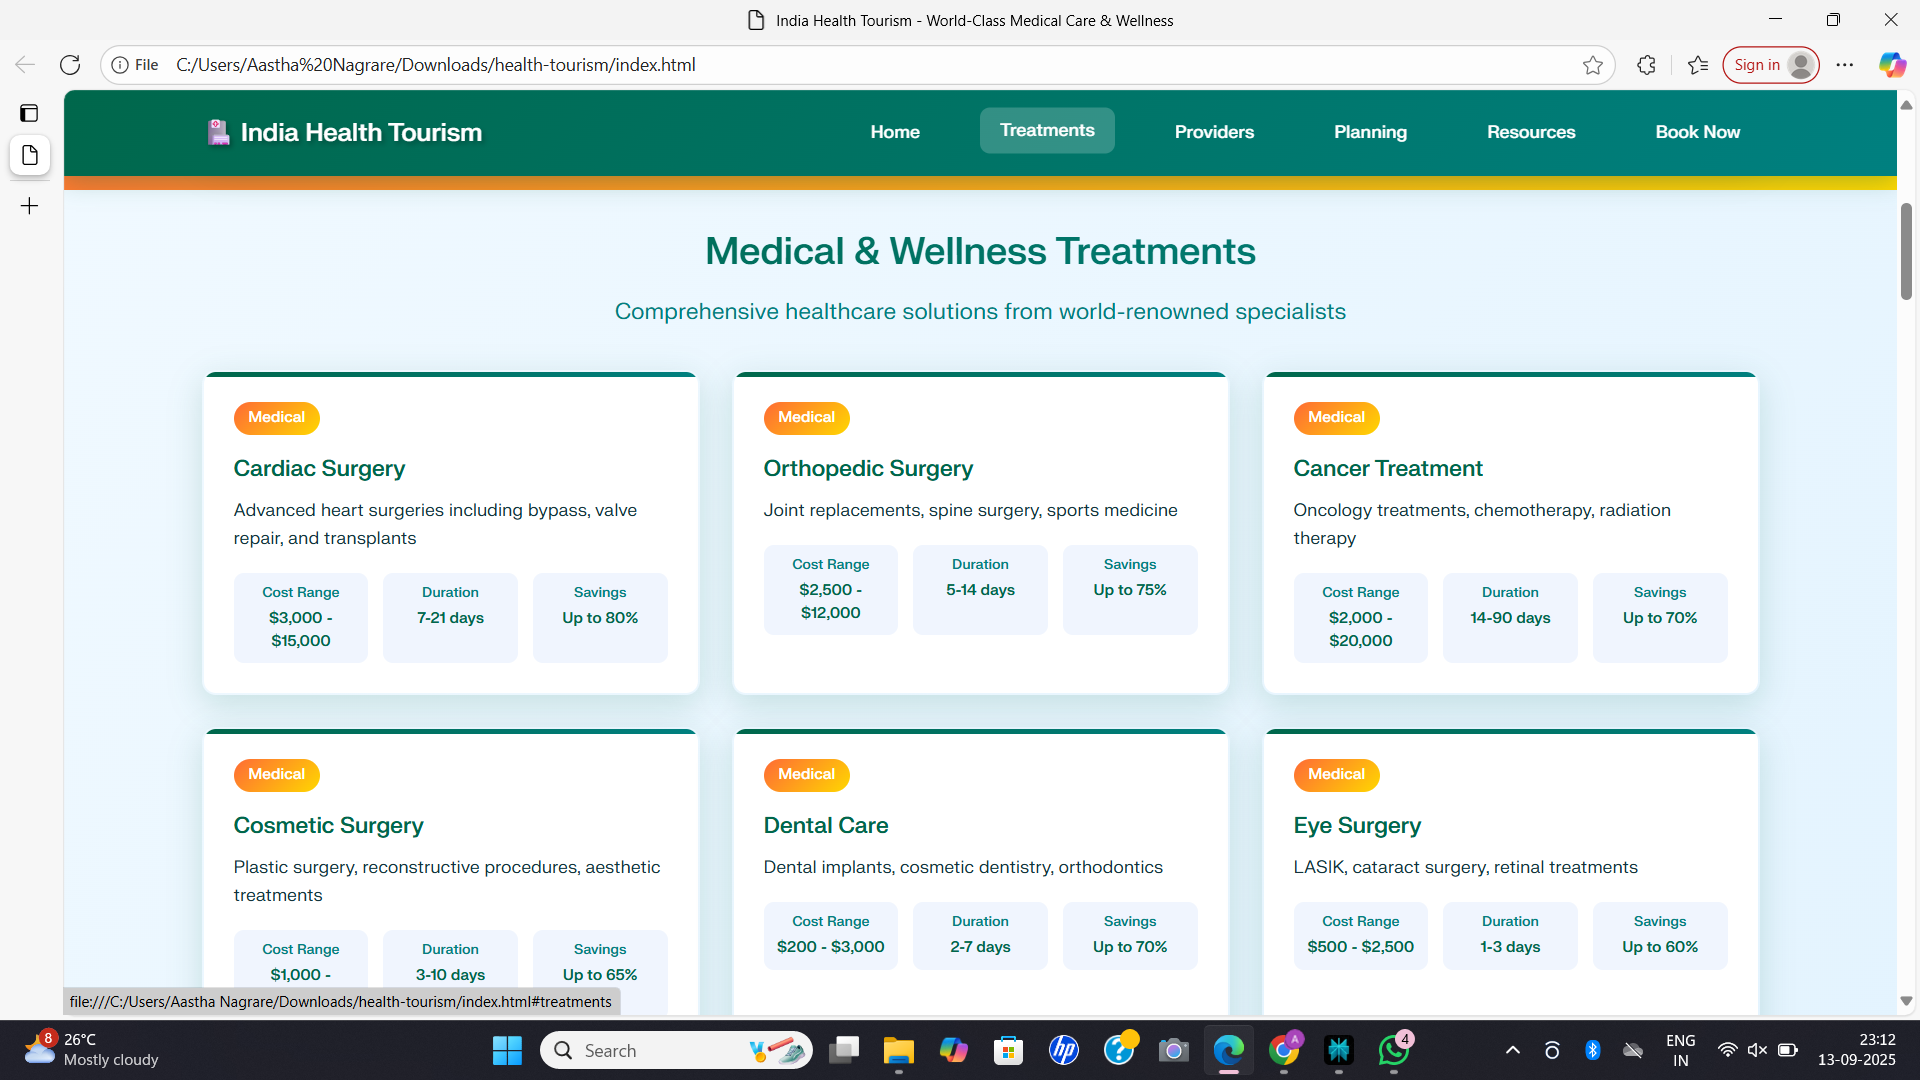 India Health Tourism - World-Class Medical Care & Wellness
File C:/Users/Aastha%20Nagrare/Downloads/health-tourism/index.html
Sign in
India Health Tourism
Home Treatments Providers Planning Resources Book Now
Medical & Wellness Treatments
Comprehensive healthcare solutions from world-renowned specialists
Medical
Cardiac Surgery
Advanced heart surgeries including bypass, valve
repair, and transplants
Cost Range
$3,000 -
$15,000
Duration
7-21 days
Savings
Up to 80%
Medical
Orthopedic Surgery
Joint replacements, spine surgery, sports medicine
Cost Range
$2,500 -
$12,000
Duration
5-14 days
Savings
Up to 75%
Medical
Cancer Treatment
Oncology treatments, chemotherapy, radiation
therapy
Cost Range
$2,000 -
$20,000
Duration
14-90 days
Savings
Up to 70%
Medical
Cosmetic Surgery
Plastic surgery, reconstructive procedures, aesthetic
treatments
Cost Range
$1,000 -
Duration
3-10 days
Savings
Up to 65%
Medical
Dental Care
Dental implants, cosmetic dentistry, orthodontics
Cost Range
$200 - $3,000
Duration
2-7 days
Savings
Up to 70%
Medical
Eye Surgery
LASIK, cataract surgery, retinal treatments
Cost Range
$500 - $2,500
Duration
1-3 days
Savings
Up to 60%
file:///C:/Users/Aastha Nagrare/Downloads/health-tourism/index.html#treatments
8
26°C
Mostly cloudy
Search
hp
?
A
4
ENG
IN
23:12
13-09-2025